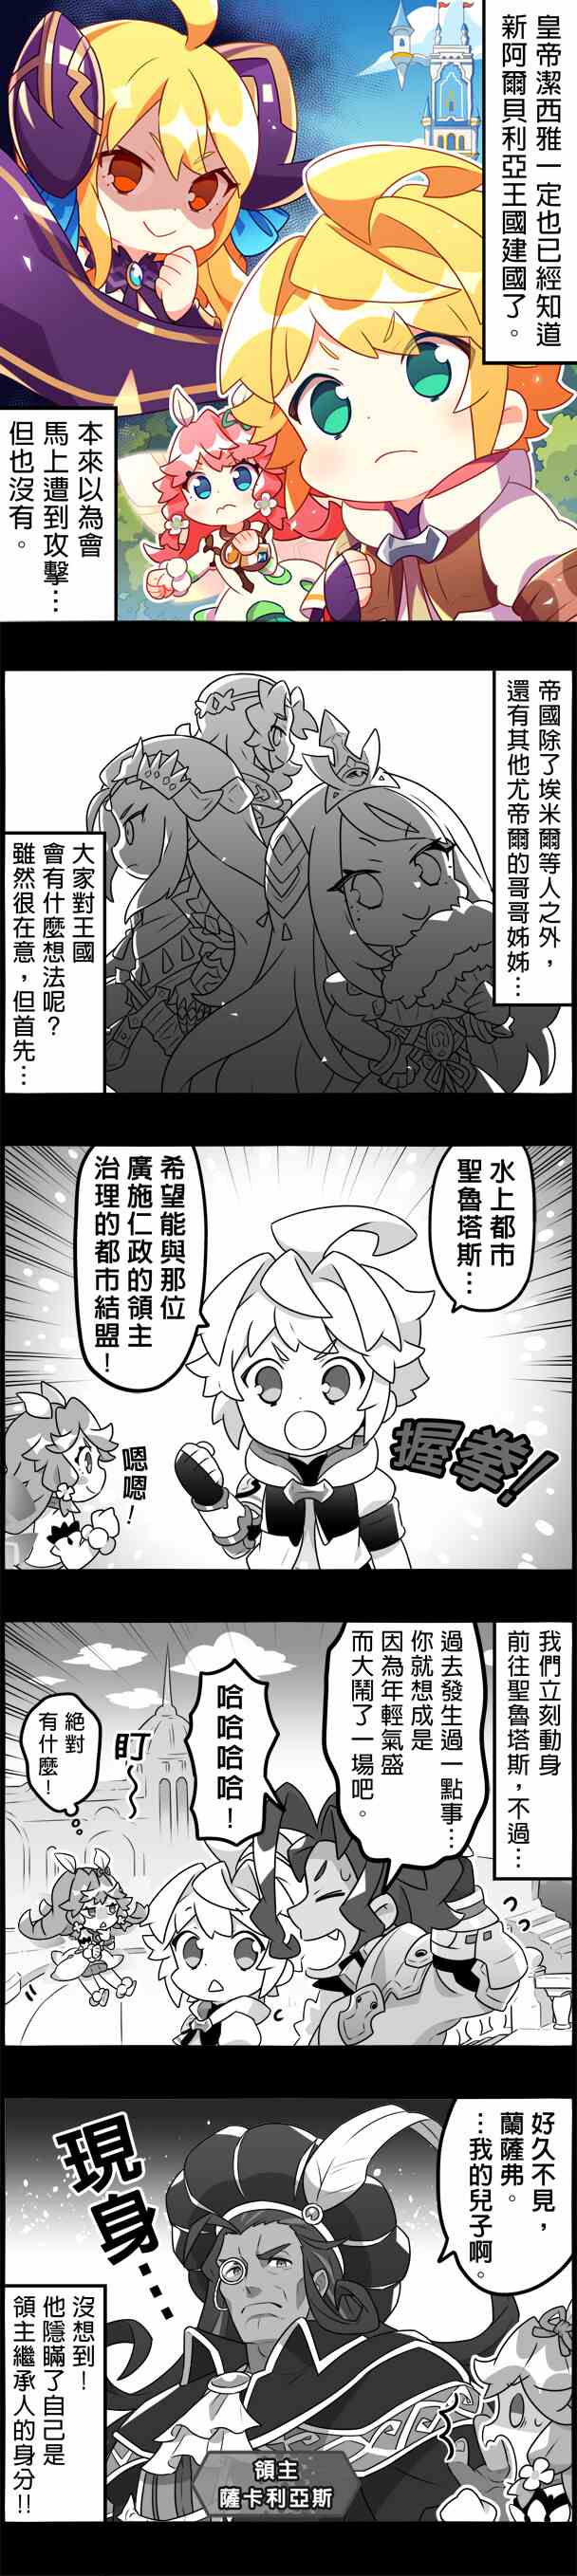 皇帝潔西雅一定也已經知道
新阿爾貝利亞王國建國了。
本來以為會
馬上遭到攻擊…
但也沒有。
帝國除了埃米爾等人之外，
還有其他尤帝爾的哥哥姊姊…
大家對王國
會有什麼想法呢？
雖然很在意，但首先…
水上都市
聖魯塔斯…
希望能與那位
廣施仁政的領主
治理的都市結盟！
握拳！
嗯嗯！
我們立刻動身
前往聖魯塔斯，不過…
過去發生過一點事…
你就想成是
因為年輕氣盛
而大鬧了一場吧。
哈哈哈哈！
盯～
絕對
有什麼！
好久不見，
蘭薩弗。
…我的兒子啊。
現身…
領主
薩卡利亞斯
沒想到！
他隱瞞了自己是
領主繼承人的身分!!